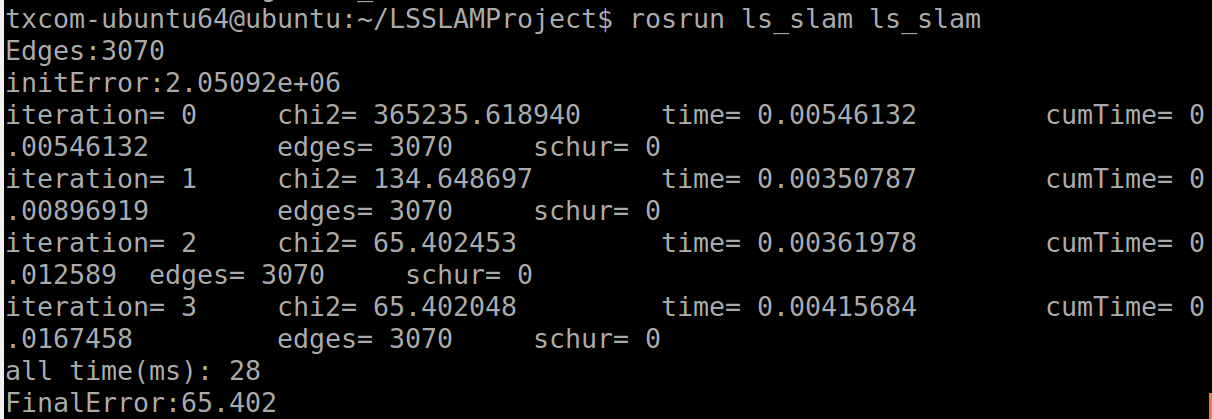 txcom-ubuntu64@ubuntu:~/LSSLAMProject$ rosrun ls_slam ls_slam
Edges:3070
initError:2.05092e+06
iteration= 0     chi2= 365235.618940     time= 0.00546132        cumTime= 0
.00546132        edges= 3070     schur= 0
iteration= 1     chi2= 134.648697        time= 0.00350787        cumTime= 0
.00896919        edges= 3070     schur= 0
iteration= 2     chi2= 65.402453         time= 0.00361978        cumTime= 0
.012589  edges= 3070     schur= 0
iteration= 3     chi2= 65.402048         time= 0.00415684        cumTime= 0
.0167458         edges= 3070     schur= 0
all time(ms): 28
FinalError:65.402